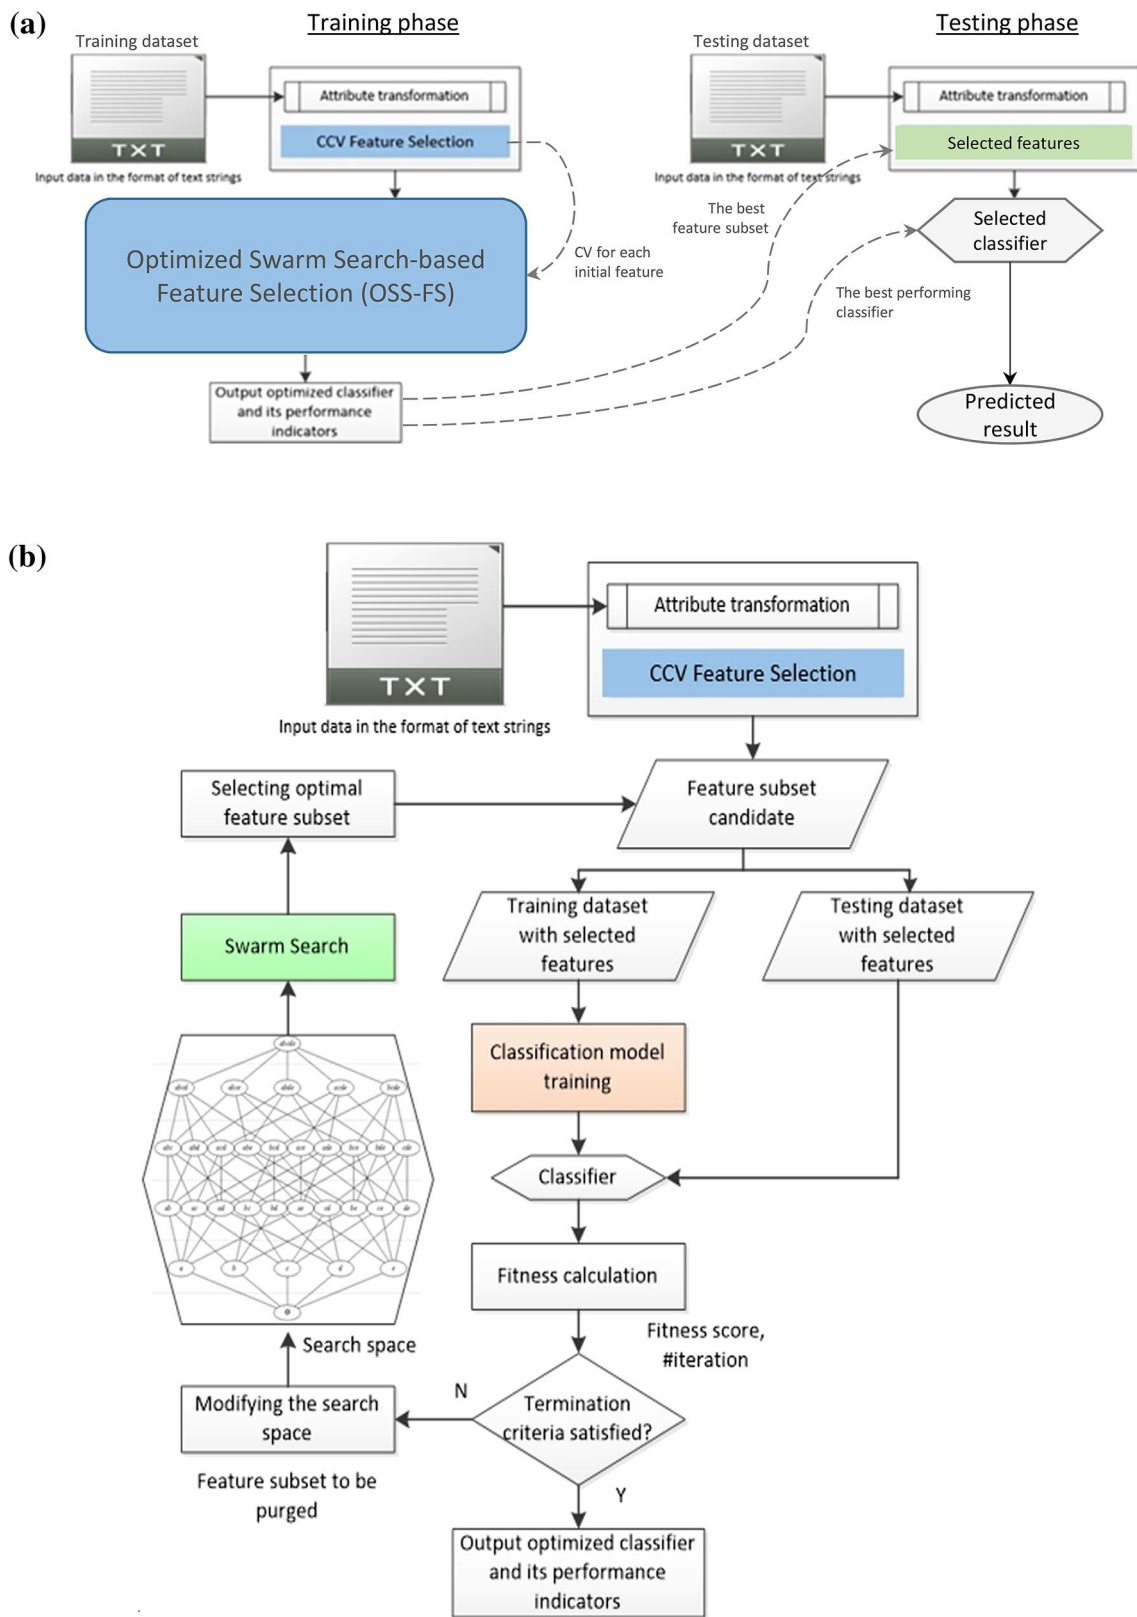 (a)
Training phase
Training dataset
TXT
Input data in the format of text strings
Attribute transformation
CCV Feature Selection
Optimized Swarm Search-based
Feature Selection (OSS-FS)
CV for each
initial feature
Output optimized classifier
and its performance
indicators
Testing phase
Testing dataset
TXT
Input data in the format of text strings
Attribute transformation
Selected features
The best
feature subset
Selected
classifier
The best performing
classifier
Predicted
result
(b)
TXT
Input data in the format of text strings
Attribute transformation
CCV Feature Selection
Selecting optimal
feature subset
Feature subset
candidate
Training dataset
with selected
features
Testing dataset
with selected
features
Swarm Search
Classification model
training
Classifier
Fitness calculation
Fitness score,
#iteration
Search space
Termination
criteria satisfied?
N
Modifying the search
space
Feature subset to be
purged
Y
Output optimized classifier
and its performance
indicators